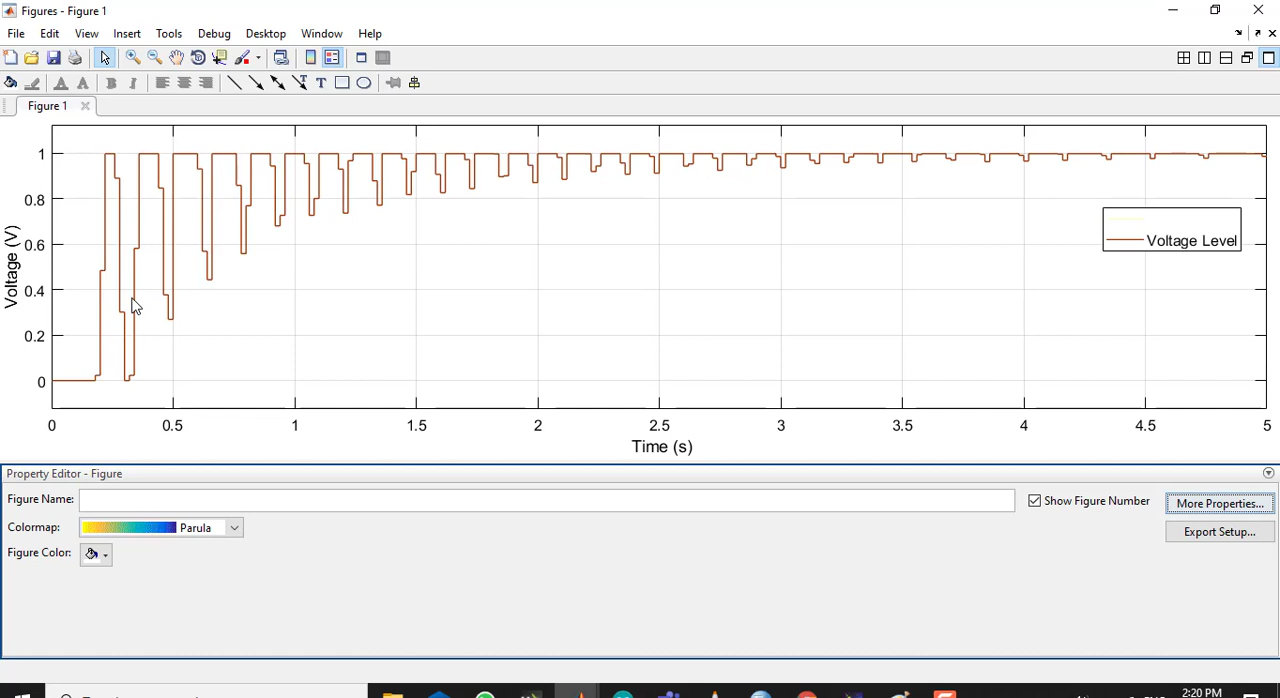 Figures - Figure 1
File Edit View Insert Tools Debug Desktop Window Help
B I T
Figure 1
1
0.8
0.6
0.4
0.2
0
Voltage (V)
Voltage Level
0 0.5 1 1.5 2 2.5 3 3.5 4 4.5 5
Time (s)
Property Editor - Figure
Figure Name: Show Figure Number More Properties...
Colormap: Parula Export Setup...
Figure Color:
2:20 PM